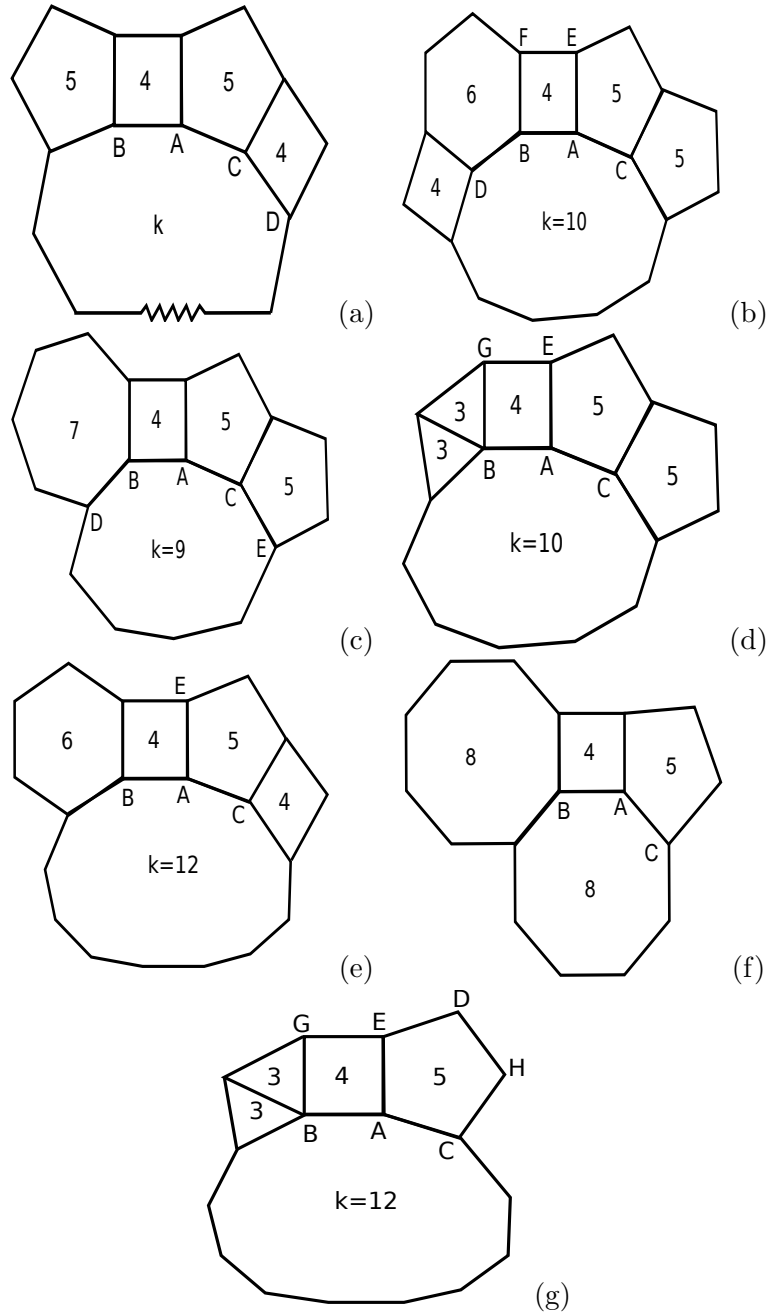 5 4 5
B A C 4
k D
(a)
F E
6 4 5
B A C 5
4 D
k=10
(b)
7 4 5
B A C 5
D
k=9 E
(c)
G E
3 4 5
3 B A C 5
k=10
(d)
E
6 4 5
B A C 4
k=12
(e)
8 4 5
B A
C
8
(f)
D
G E
H
3 4 5
3
B A C
k=12
(g)